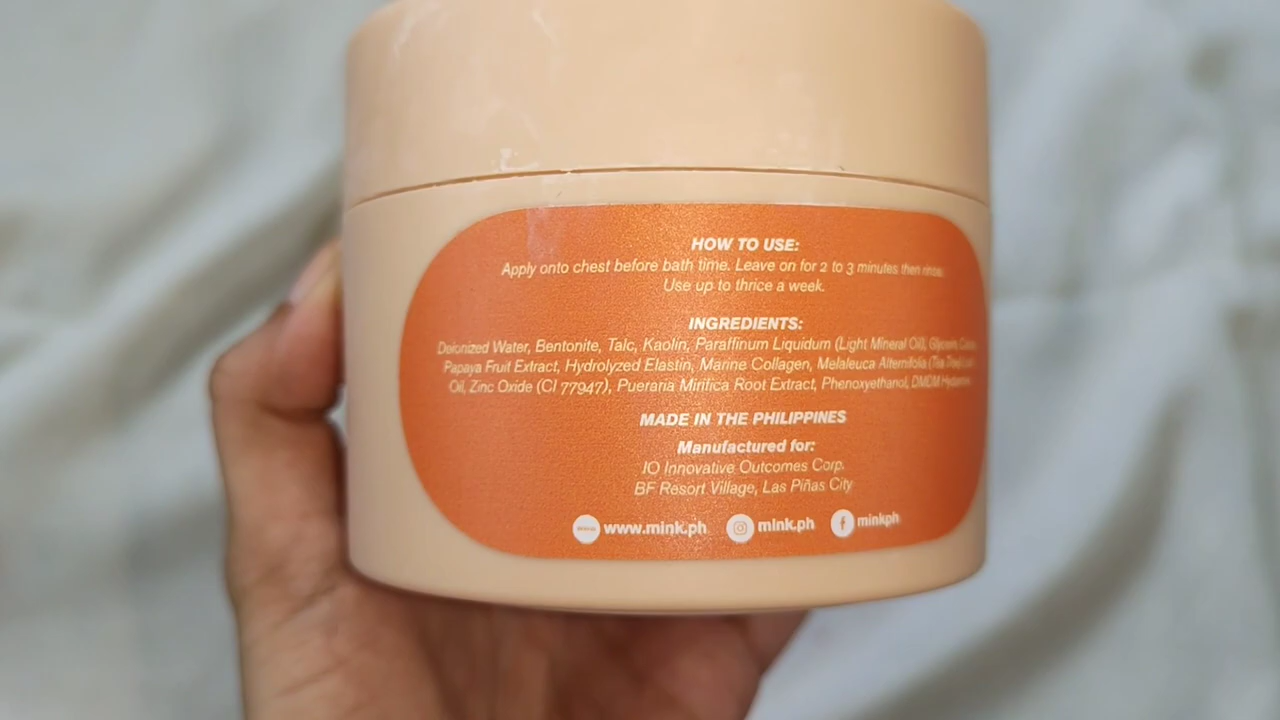 HOW TO USE:
Apply onto chest before bath time. Leave on for 2 to 3 minutes then rinse.
Use up to thrice a week.
INGREDIENTS:
Deionized Water, Bentonite, Talc, Kaolin, Paraffinum Liquidum (Light Mineral Oil), Glycerin,
Papaya Fruit Extract, Hydrolyzed Elastin, Marine Collagen, Melaleuca Alternifolia (Tea Tree)
Oil, Zinc Oxide (CI 77947), Pueraria Mirifica Root Extract, Phenoxyethanol, DMDM
MADE IN THE PHILIPPINES
Manufactured for:
IO Innovative Outcomes Corp.
BF Resort Village, Las Piñas City
www.mink.ph mink.ph minkph